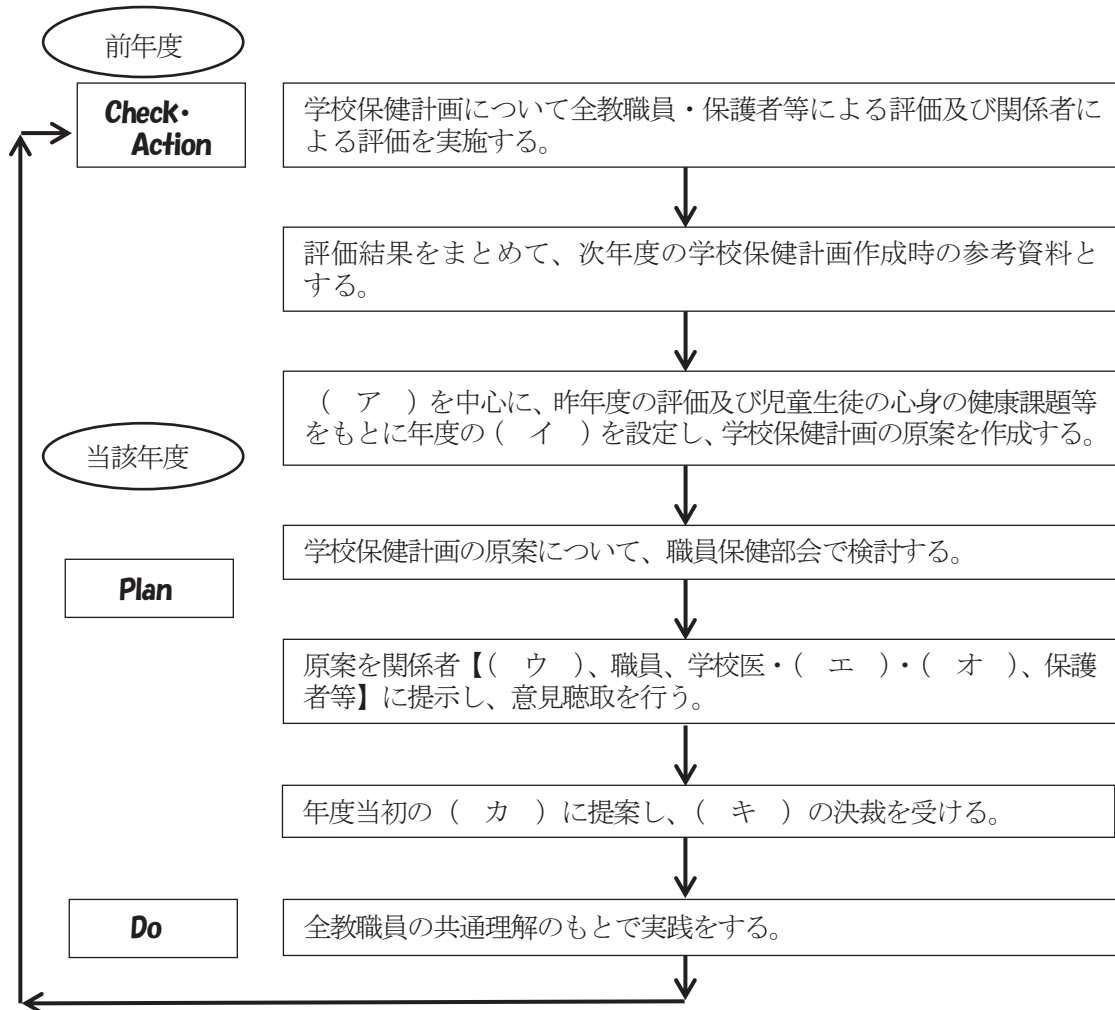 前年度
Check・
Action
学校保健計画について全教職員・保護者等による評価及び関係者に
よる評価を実施する。
評価結果をまとめて、次年度の学校保健計画作成時の参考資料と
する。
（　ア　）を中心に、昨年度の評価及び児童生徒の心身の健康課題等
をもとに年度の（　イ　）を設定し、学校保健計画の原案を作成する。
当該年度
学校保健計画の原案について、職員保健部会で検討する。
Plan
原案を関係者【（　ウ　）、職員、学校医・（　エ　）・（　オ　）、保護
者等】に提示し、意見聴取を行う。
年度当初の（　カ　）に提案し、（　キ　）の決裁を受ける。
Do
全教職員の共通理解のもとで実践をする。